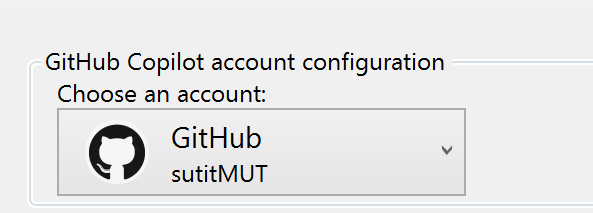 GitHub Copilot account configuration
Choose an account:
GitHub
sutitMUT